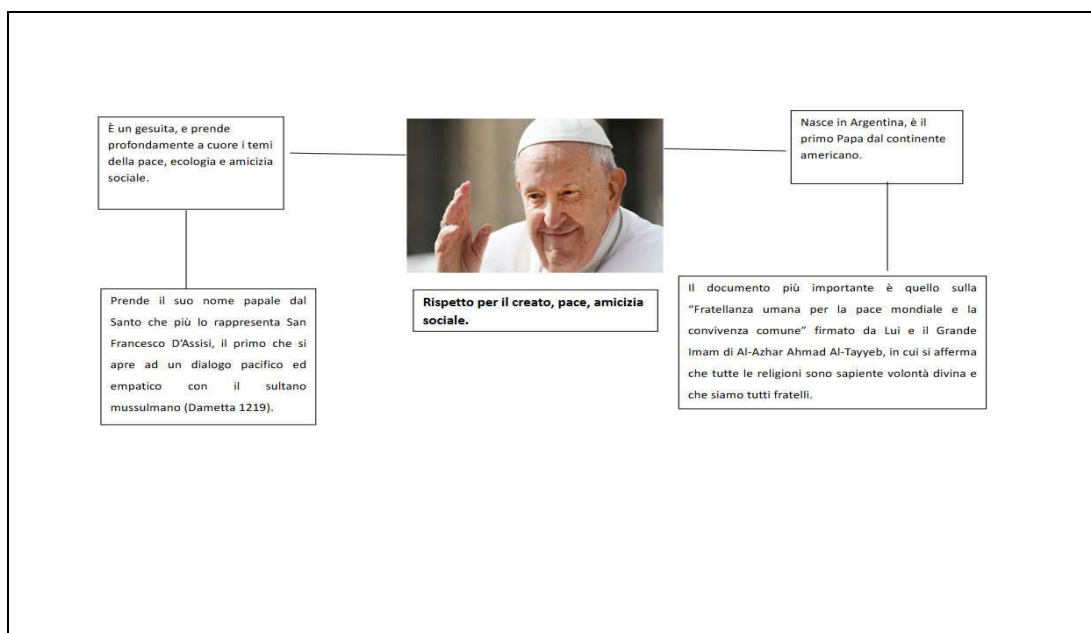 È un gesuita, e prende
profondamente a cuore i temi
della pace, ecologia e amicizia
sociale.
Nasce in Argentina, è il
primo Papa dal continente
americano.
Prende il suo nome papale dal
Santo che più lo rappresenta San
Francesco D'Assisi, il primo che si
apre ad un dialogo pacifico ed
empatico con il sultano
mussulmano (Dametta 1219).
Rispetto per il creato, pace, amicizia
sociale.
Il documento più importante è quello sulla
"Fratellanza umana per la pace mondiale e la
convivenza comune" firmato da Lui e il Grande
Imam di Al-Azhar Ahmad Al-Tayyeb, in cui si afferma
che tutte le religioni sono sapiente volontà divina e
che siamo tutti fratelli.